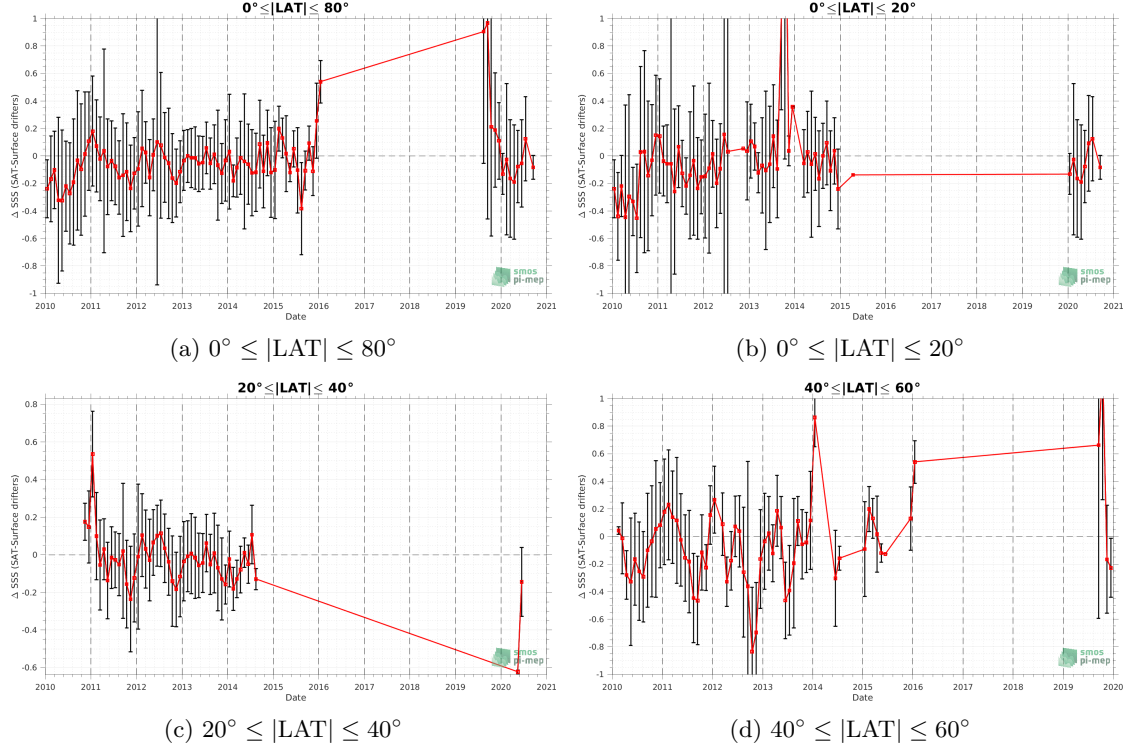 0°≤|LAT|≤ 80°
Δ SSS (SAT-Surface drifters)
1
0.8
0.6
0.4
0.2
0
-0.2
-0.4
-0.6
-0.8
-1
2010 2011 2012 2013 2014 2015 2016 2017 2018 2019 2020 2021
Date
smos
pi-mep
(a) 0° ≤ |LAT| ≤ 80°
0°≤|LAT|≤ 20°
Δ SSS (SAT-Surface drifters)
1
0.8
0.6
0.4
0.2
0
-0.2
-0.4
-0.6
-0.8
-1
2010 2011 2012 2013 2014 2015 2016 2017 2018 2019 2020 2021
Date
smos
pi-mep
(b) 0° ≤ |LAT| ≤ 20°
20°≤|LAT|≤ 40°
Δ SSS (SAT-Surface drifters)
0.8
0.6
0.4
0.2
0
-0.2
-0.4
-0.6
2010 2011 2012 2013 2014 2015 2016 2017 2018 2019 2020 2021
Date
smos
pi-mep
(c) 20° ≤ |LAT| ≤ 40°
40°≤|LAT|≤ 60°
Δ SSS (SAT-Surface drifters)
1
0.8
0.6
0.4
0.2
0
-0.2
-0.4
-0.6
-0.8
-1
2010 2011 2012 2013 2014 2015 2016 2017 2018 2019 2020
Date
smos
pi-mep
(d) 40° ≤ |LAT| ≤ 60°